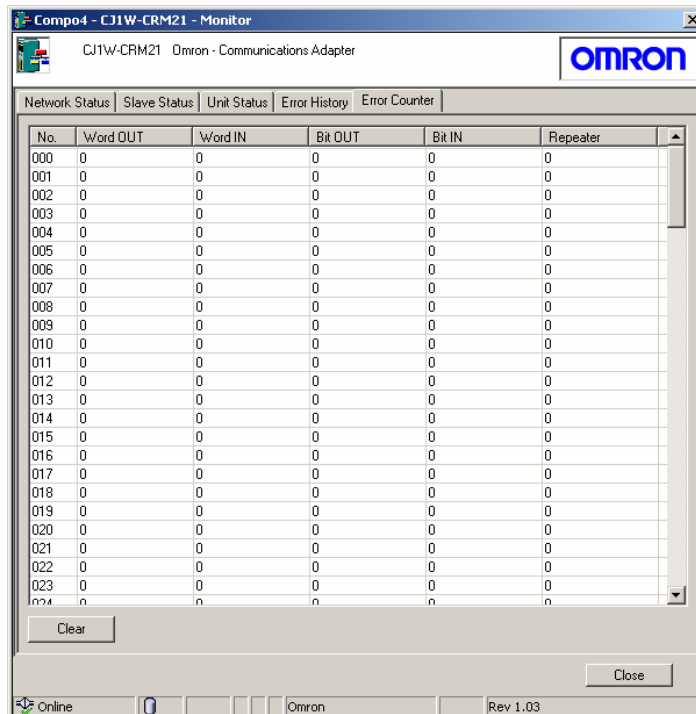 Compo4 - CJ1W-CRM21 - Monitor
CJ1W-CRM21 Omron - Communications Adapter
OMRON
Network Status Slave Status Unit Status Error History Error Counter
No. Word OUT Word IN Bit OUT Bit IN Repeater
000 0 0 0 0 0
001 0 0 0 0 0
002 0 0 0 0 0
003 0 0 0 0 0
004 0 0 0 0 0
005 0 0 0 0 0
006 0 0 0 0 0
007 0 0 0 0 0
008 0 0 0 0 0
009 0 0 0 0 0
010 0 0 0 0 0
011 0 0 0 0 0
012 0 0 0 0 0
013 0 0 0 0 0
014 0 0 0 0 0
015 0 0 0 0 0
016 0 0 0 0 0
017 0 0 0 0 0
018 0 0 0 0 0
019 0 0 0 0 0
020 0 0 0 0 0
021 0 0 0 0 0
022 0 0 0 0 0
023 0 0 0 0 0
024 0 0 0 0 0
Clear
Close
Online Omron Rev 1.03